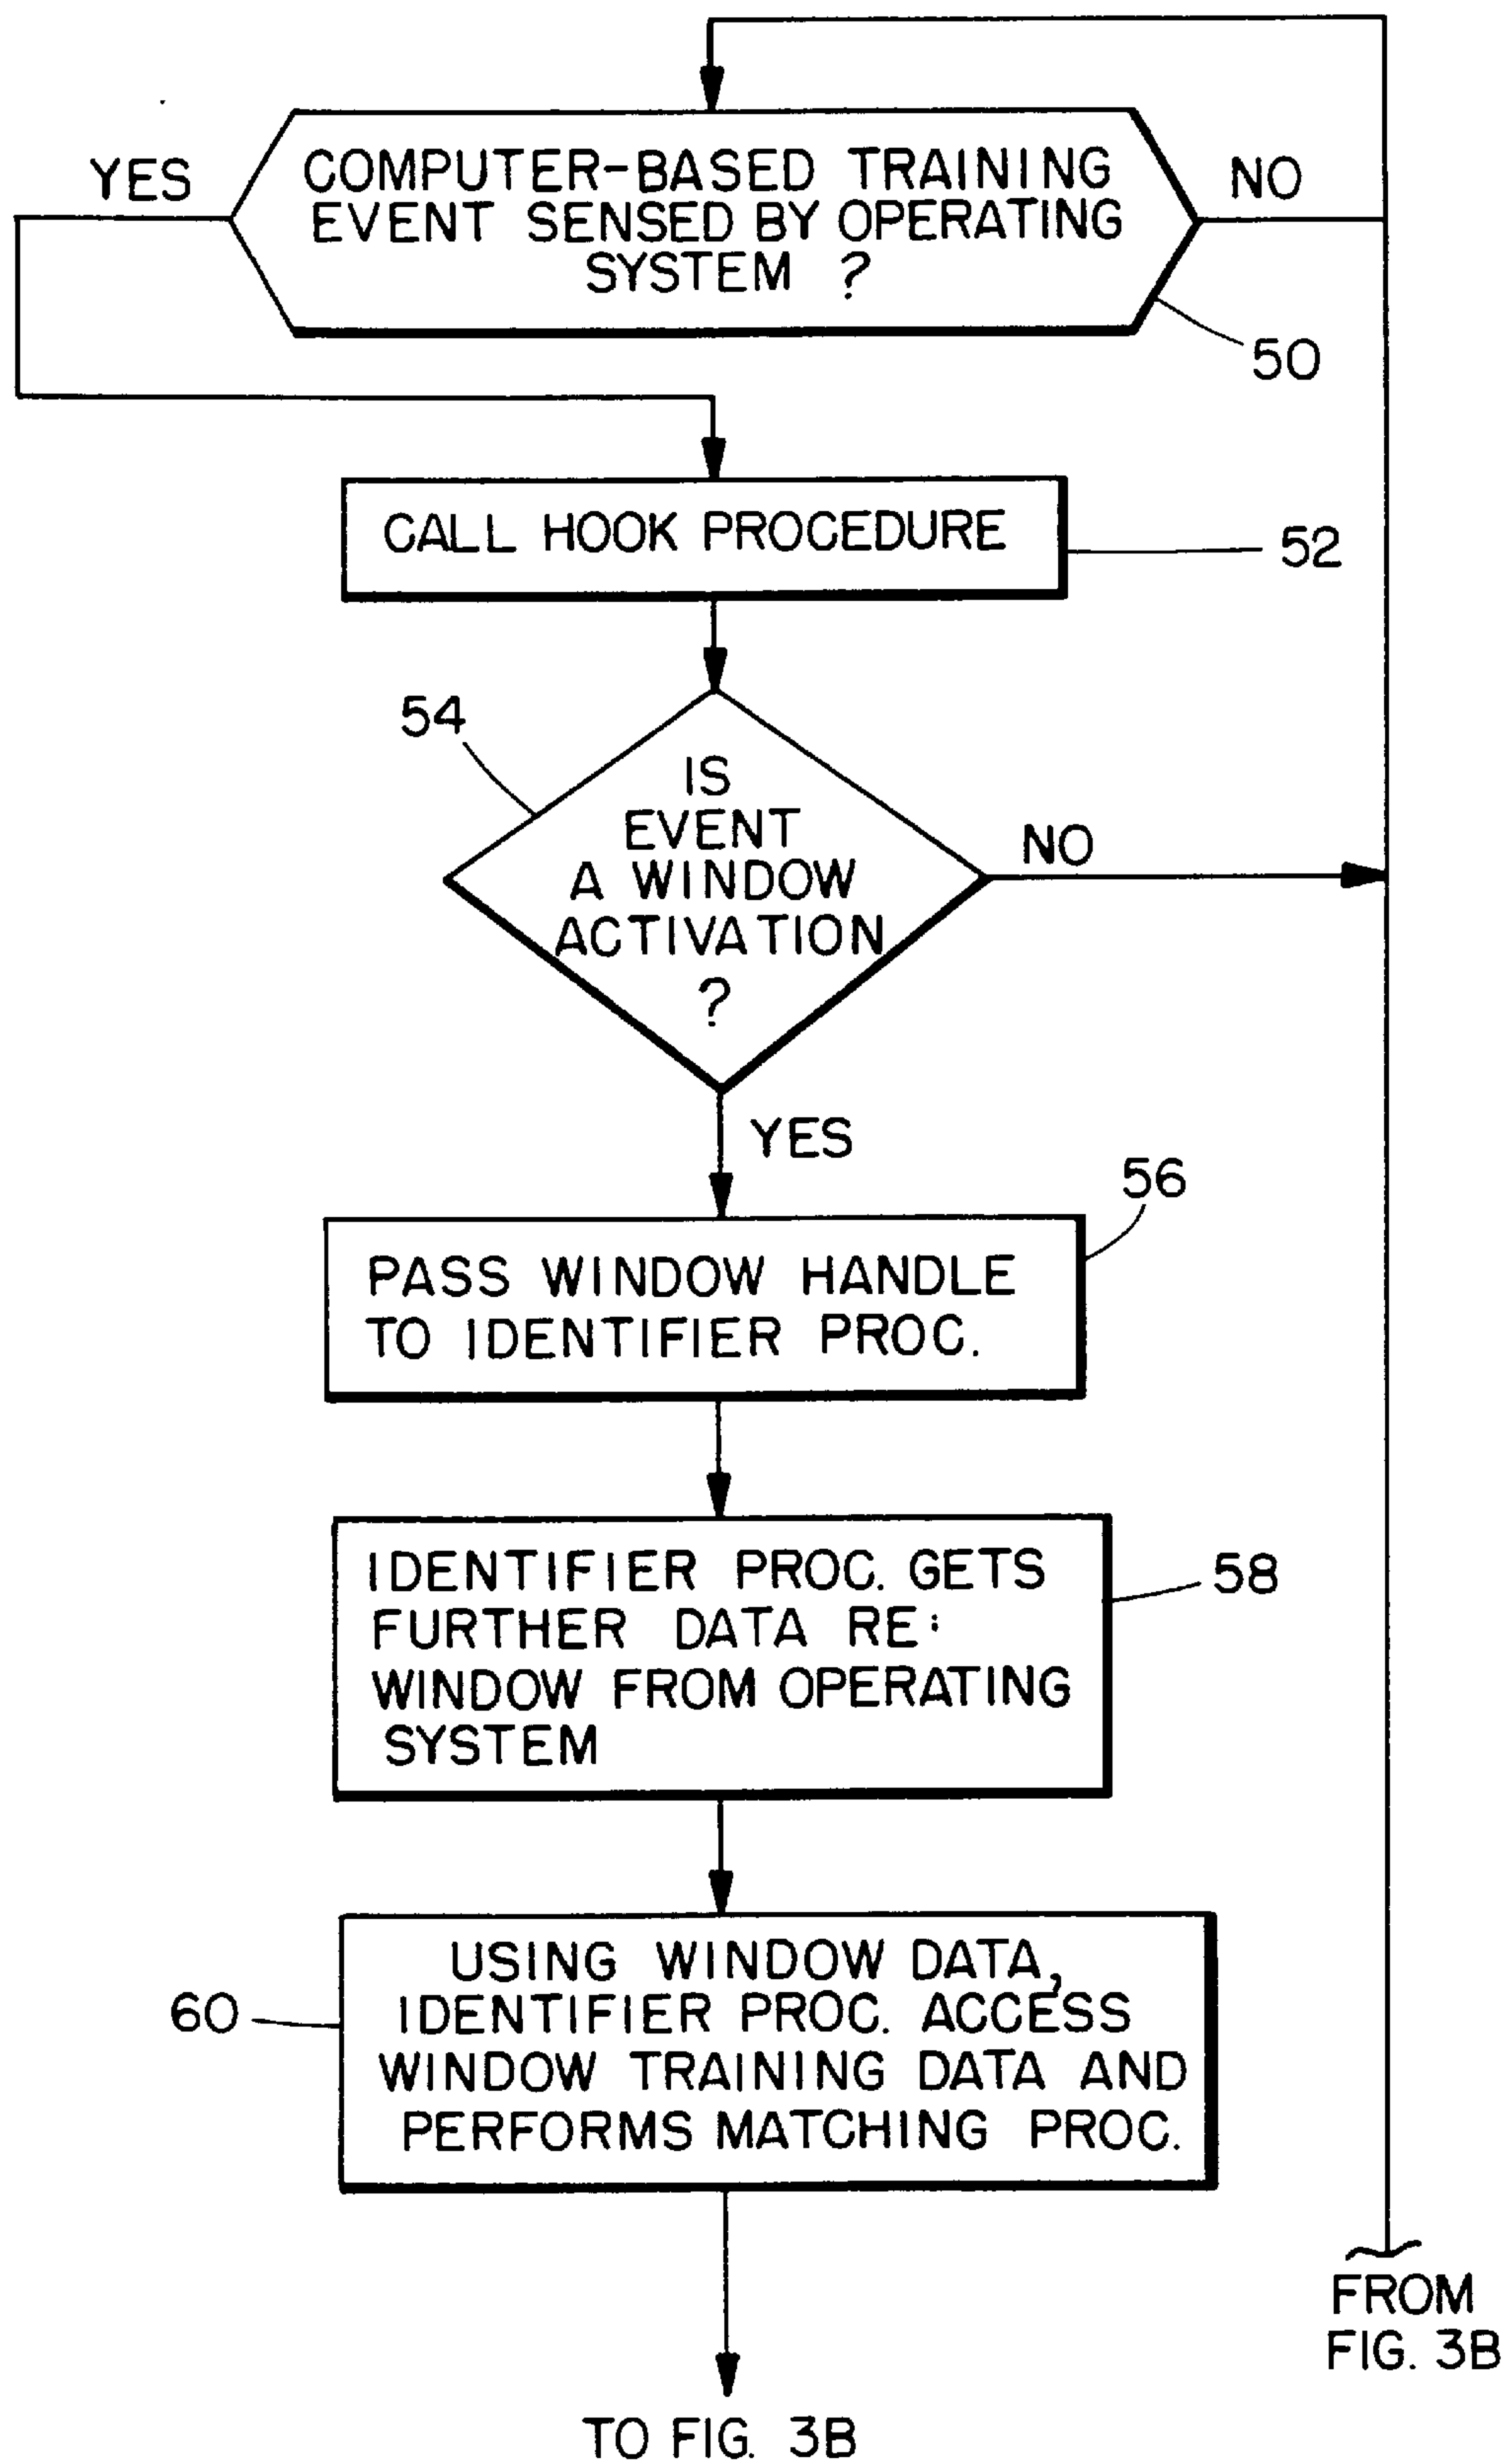 YES
COMPUTER-BASED TRAINING
EVENT SENSED BY OPERATING
SYSTEM ?
NO
50
CALL HOOK PROCEDURE
52
54
IS
EVENT
A WINDOW
ACTIVATION
?
NO
YES
56
PASS WINDOW HANDLE
TO IDENTIFIER PROC.
IDENTIFIER PROC. GETS
FURTHER DATA RE:
WINDOW FROM OPERATING
SYSTEM
58
60
USING WINDOW DATA,
IDENTIFIER PROC. ACCESS
WINDOW TRAINING DATA AND
PERFORMS MATCHING PROC.
FROM
FIG. 3B
TO FIG. 3B